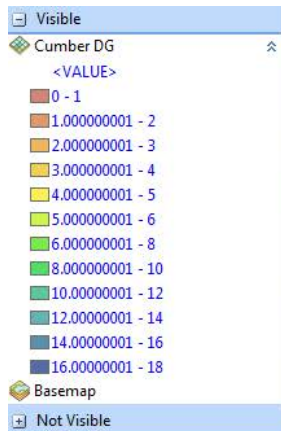 Visible
Cumber DG
<VALUE>
0 - 1
1.000000001 - 2
2.000000001 - 3
3.000000001 - 4
4.000000001 - 5
5.000000001 - 6
6.000000001 - 8
8.000000001 - 10
10.00000001 - 12
12.00000001 - 14
14.00000001 - 16
16.00000001 - 18
Basemap
Not Visible